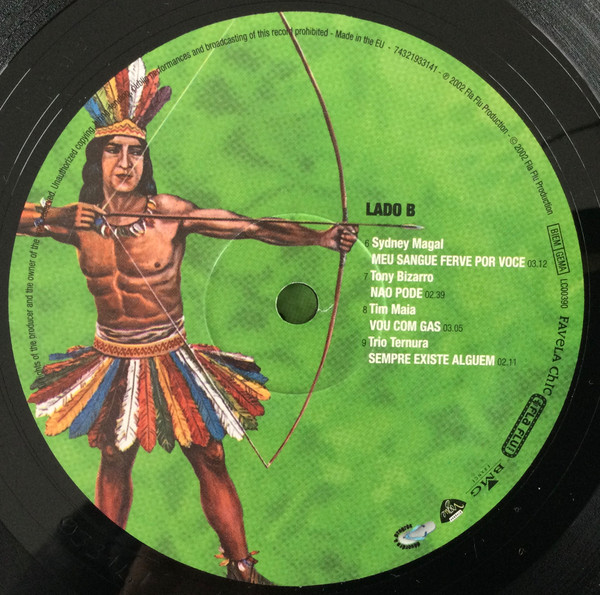 rights of the producer and the owner of the
ed. Unauthorized copying,
performances and broadcasting of this record prohibited - Made in the EU - 74321933141 - ℗ 2002 Fla Flu Production - © 2002 Fla Flu Production
LADO B
6 Sydney Magal
MEU SANGUE FERVE POR VOCE 03.12
7 Tony Bizarro
NAO PODE 02.39
8 Tim Maia
VOU COM GAS 03.05
9 Trio Ternura
SEMPRE EXISTE ALGUEM 02.11
BIEM GEMA
LC00390
FAVELA CHIC
FLA FLU!
BMG